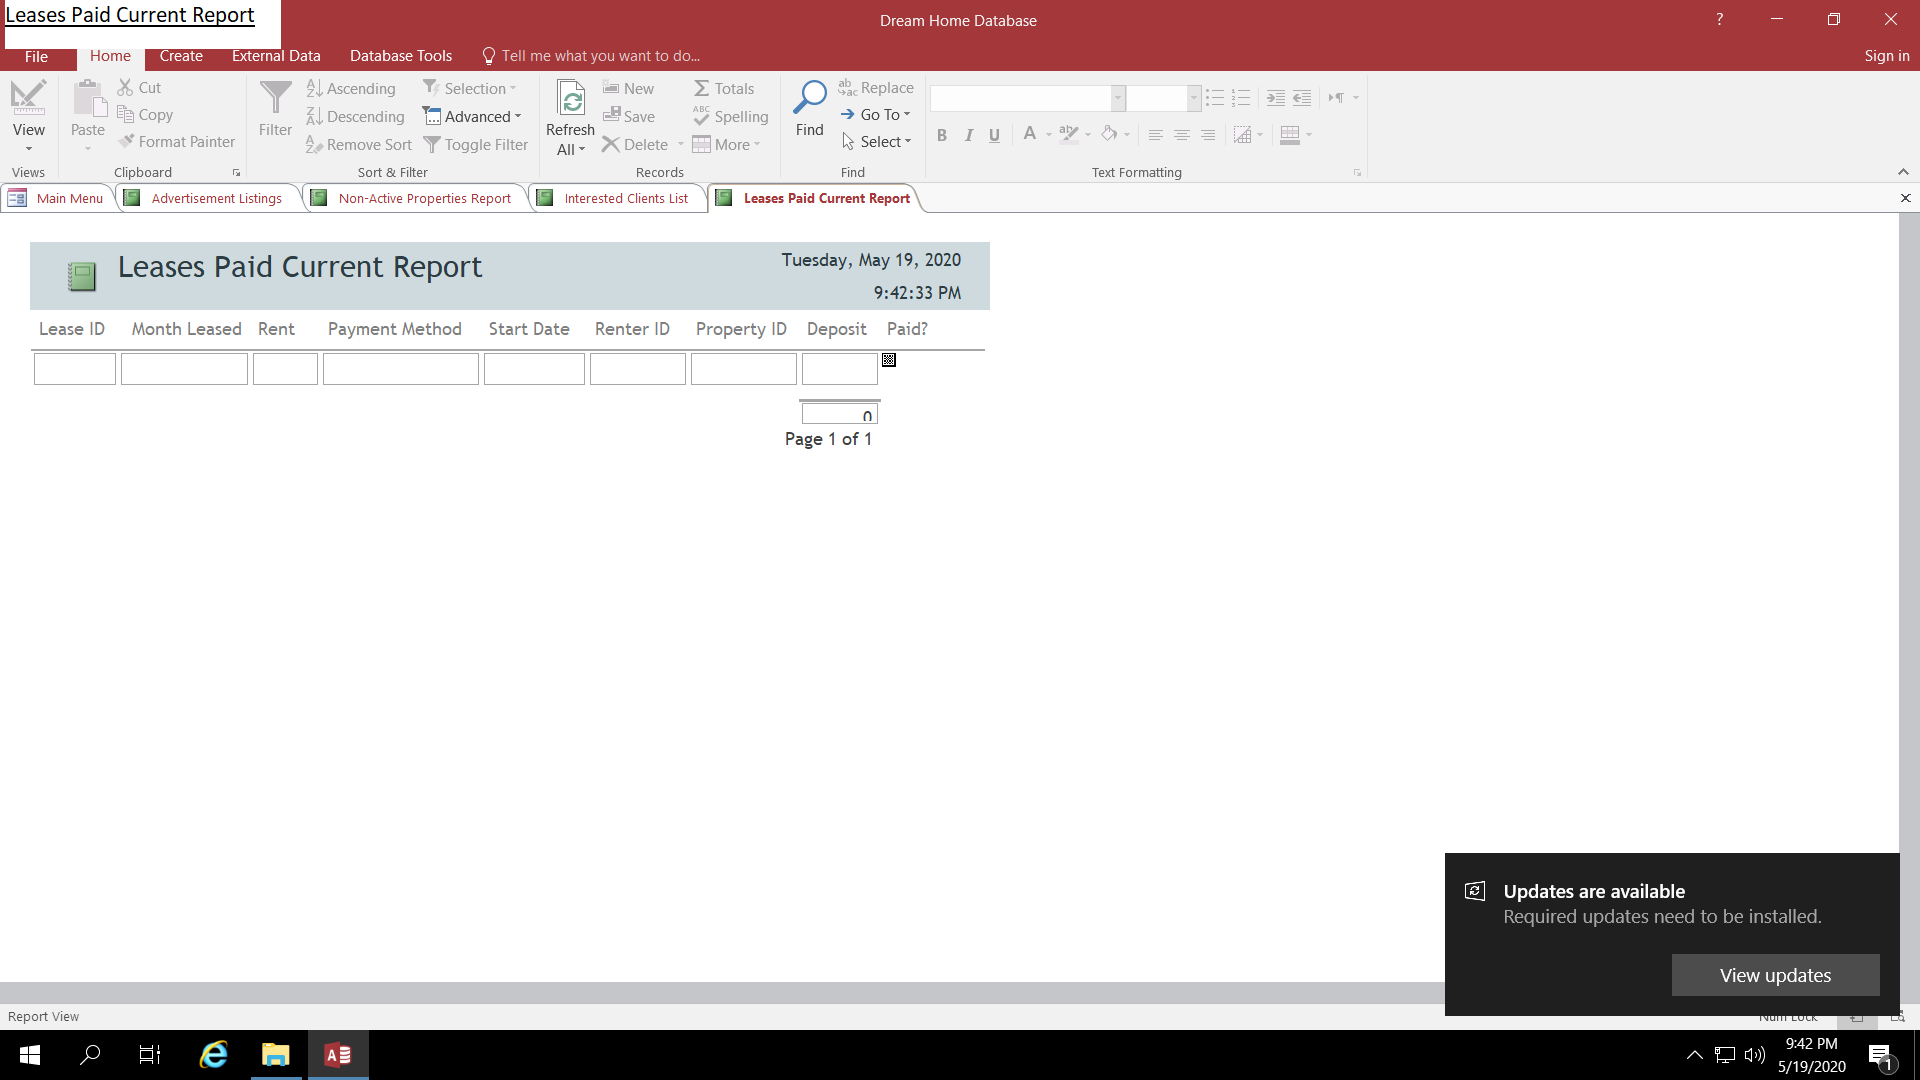 Leases Paid Current Report
Dream Home Database
?
File Home Create External Data Database Tools Tell me what you want to do... Sign in
View
Paste
Cut
Copy
Format Painter
Filter
Ascending
Descending
Remove Sort
Selection
Advanced
Toggle Filter
Refresh
All
New
Save
Delete
Totals
Spelling
More
Find
Replace
Go To
Select
B I U A
Views Clipboard Sort & Filter Records Find Text Formatting
Main Menu Advertisement Listings Non-Active Properties Report Interested Clients List Leases Paid Current Report
Leases Paid Current Report
Tuesday, May 19, 2020
9:42:33 PM
Lease ID Month Leased Rent Payment Method Start Date Renter ID Property ID Deposit Paid?
0
Page 1 of 1
Updates are available
Required updates need to be installed.
View updates
Report View
Num Lock
9:42 PM
5/19/2020
1